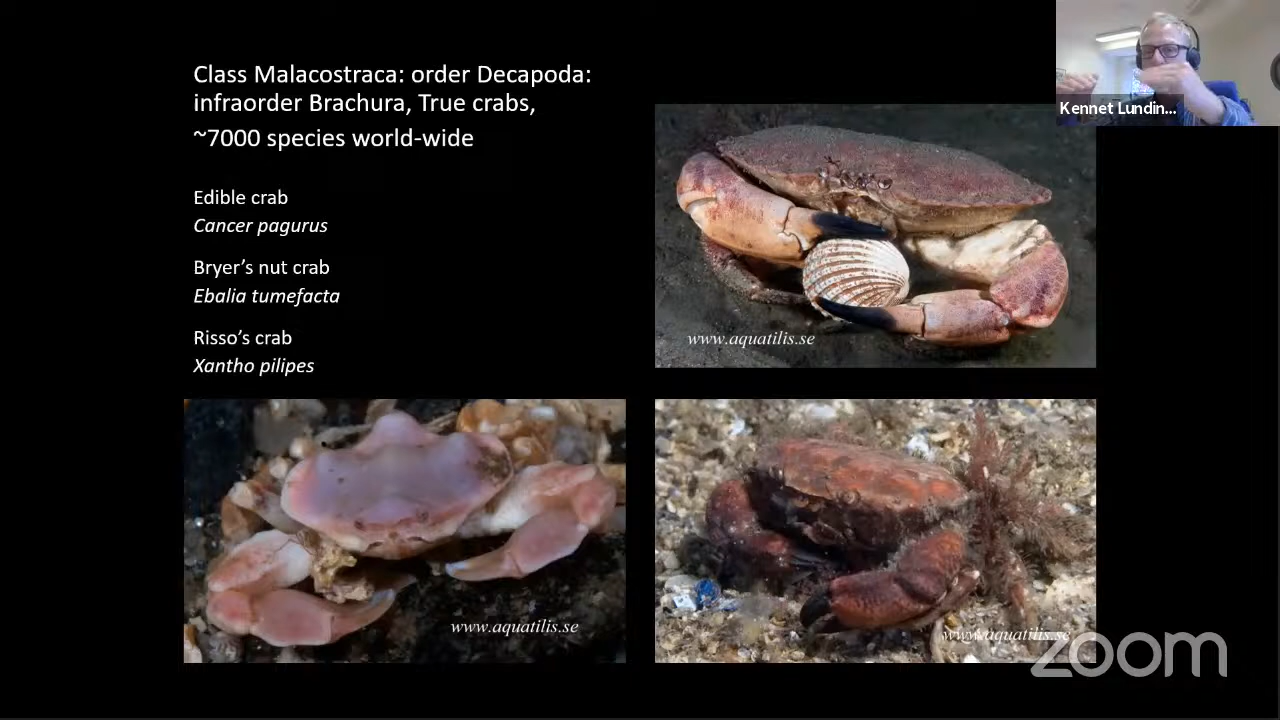 Class Malacostraca: order Decapoda:
infraorder Brachura, True crabs,
~7000 species world-wide
Edible crab
Cancer pagurus
Bryer's nut crab
Ebalia tumefacta
Risso's crab
Xantho pilipes
Kennet Lundin...
www.aquatilis.se
www.aquatilis.se
www.aquatilis.se
zoom